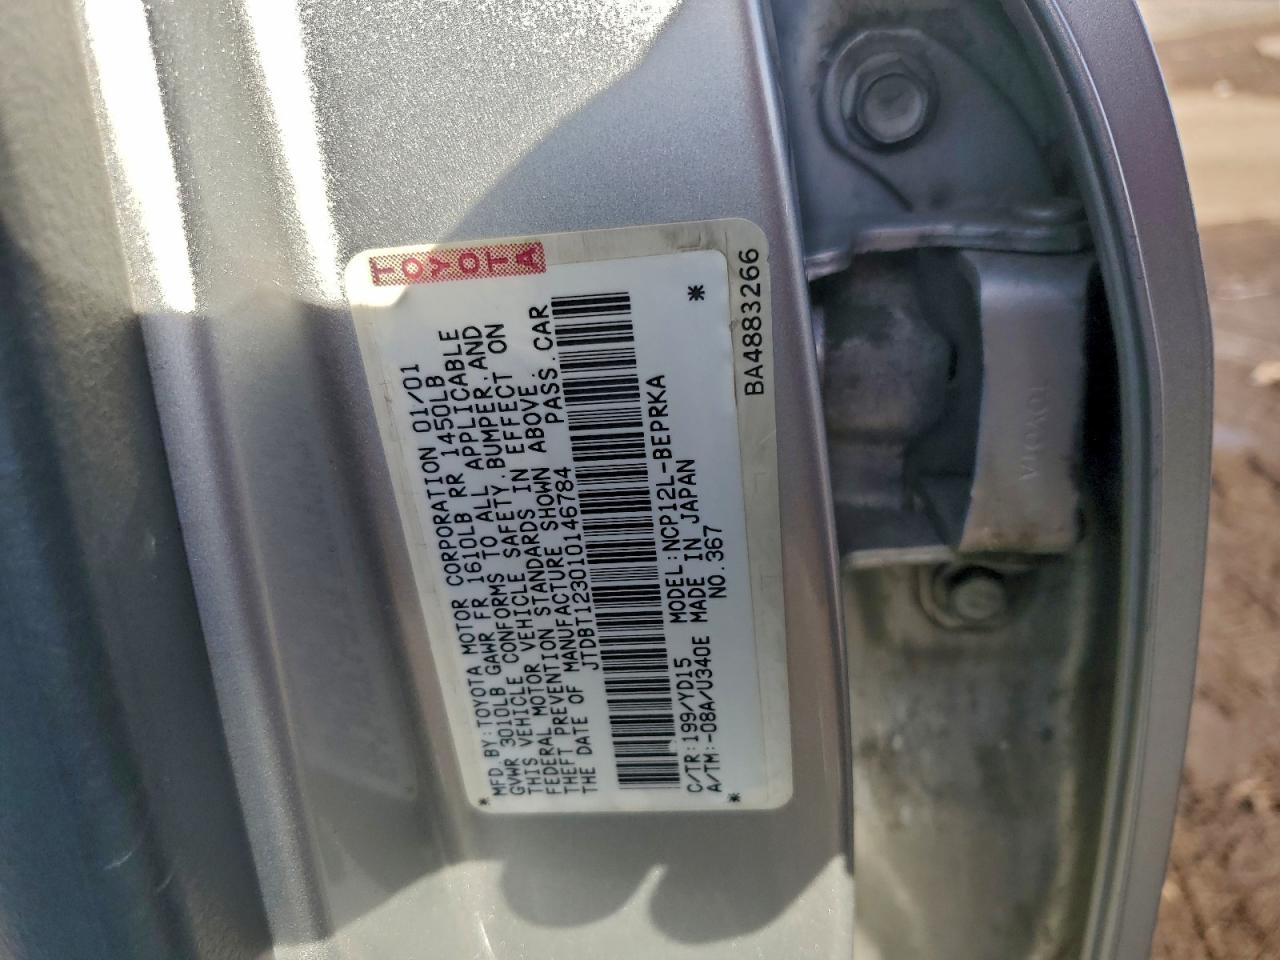 TOYOTA
*MFD. BY: TOYOTA MOTOR CORPORATION 01/01
GVWR 3010LB GAWR FR 1610LB RR 1450LB
THIS VEHICLE CONFORMS TO ALL APPLICABLE
FEDERAL MOTOR VEHICLE SAFETY, BUMPER, AND
THEFT PREVENTION STANDARDS IN EFFECT ON
THE DATE OF MANUFACTURE SHOWN ABOVE.
JTDBT123010146784 PASS. CAR
C/TR:199/YD15 MODEL:NCP12L-BEPRKA
A/TM:-08A/U340E MADE IN JAPAN
* NO.367 *
BA4883266
TOYODA